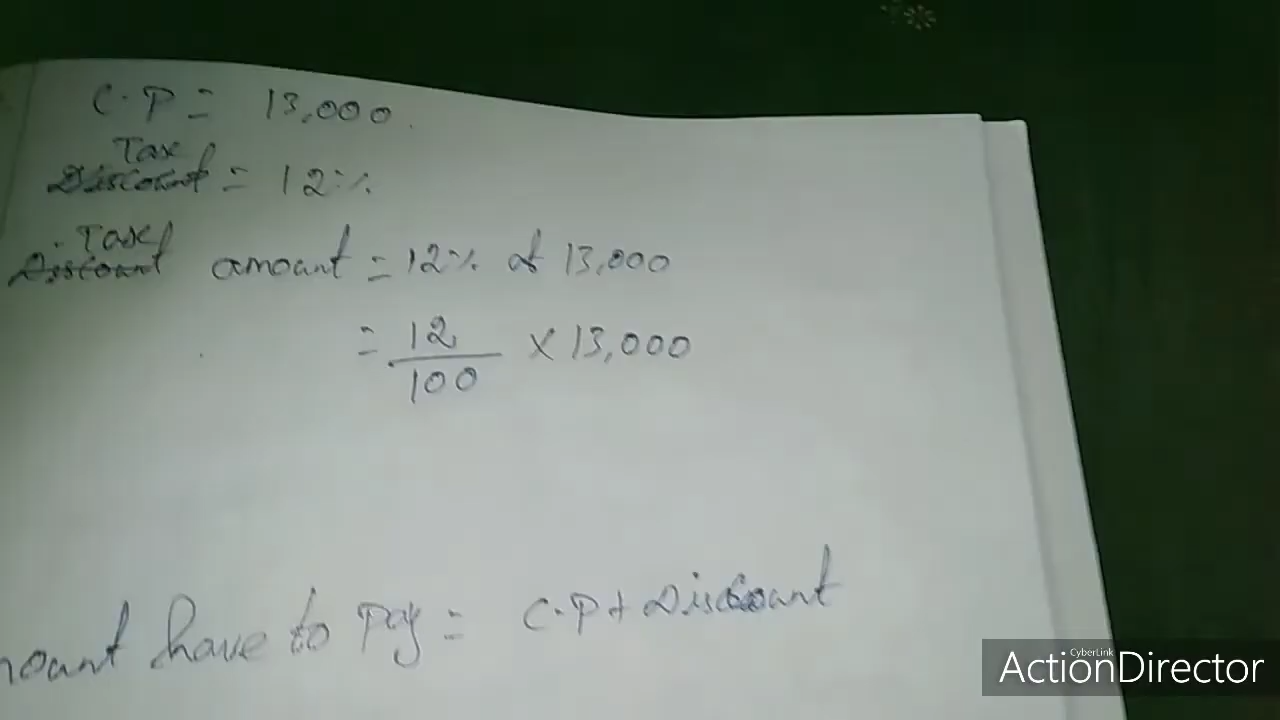 C.P = 13,000.
Tax
Discount = 12%
Tax
Discount amount = 12% of 13,000
= 12
100
× 13,000
have to Pay = C.P + Discount
CyberLink
ActionDirector